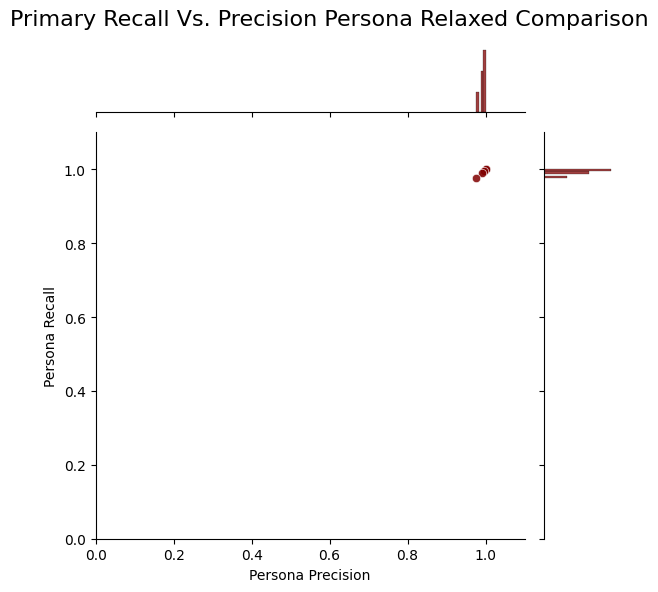 Primary Recall Vs. Precision Persona Relaxed Comparison
1.0
0.8
0.6
0.4
0.2
0.0
Persona Recall
0.0 0.2 0.4 0.6 0.8 1.0
Persona Precision